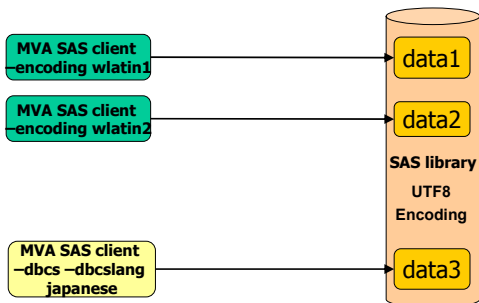 MVA SAS client
–encoding wlatin1
data1
MVA SAS client
–encoding wlatin2
data2
SAS library
UTF8
Encoding
MVA SAS client
–dbcs –dbcslang
japanese
data3